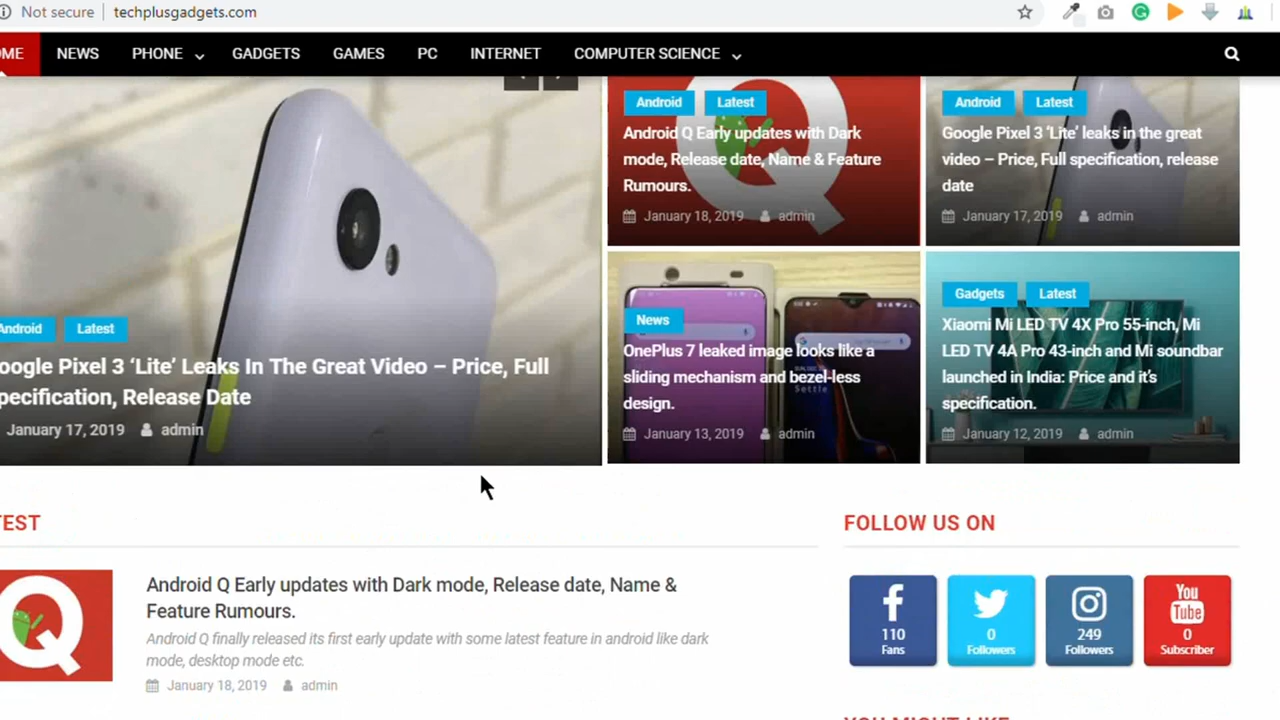 Not secure | techplusgadgets.com
OME NEWS PHONE GADGETS GAMES PC INTERNET COMPUTER SCIENCE
Android Latest
oogle Pixel 3 ‘Lite’ Leaks In The Great Video – Price, Full
pecification, Release Date
January 17, 2019 admin
Android Latest
Android Q Early updates with Dark
mode, Release date, Name & Feature
Rumours.
January 18, 2019 admin
Android Latest
Google Pixel 3 ‘Lite’ leaks in the great
video – Price, Full specification, release
date
January 17, 2019 admin
News
OnePlus 7 leaked image looks like a
sliding mechanism and bezel-less
design.
January 13, 2019 admin
Gadgets Latest
Xiaomi Mi LED TV 4X Pro 55-inch, Mi
LED TV 4A Pro 43-inch and Mi soundbar
launched in India: Price and it’s
specification.
January 12, 2019 admin
TEST
Android Q Early updates with Dark mode, Release date, Name &
Feature Rumours.
Android Q finally released its first early update with some latest feature in android like dark
mode, desktop mode etc.
January 18, 2019 admin
FOLLOW US ON
110
Fans
0
Followers
249
Followers
You
Tube
0
Subscriber
YOU MIGHT LIKE